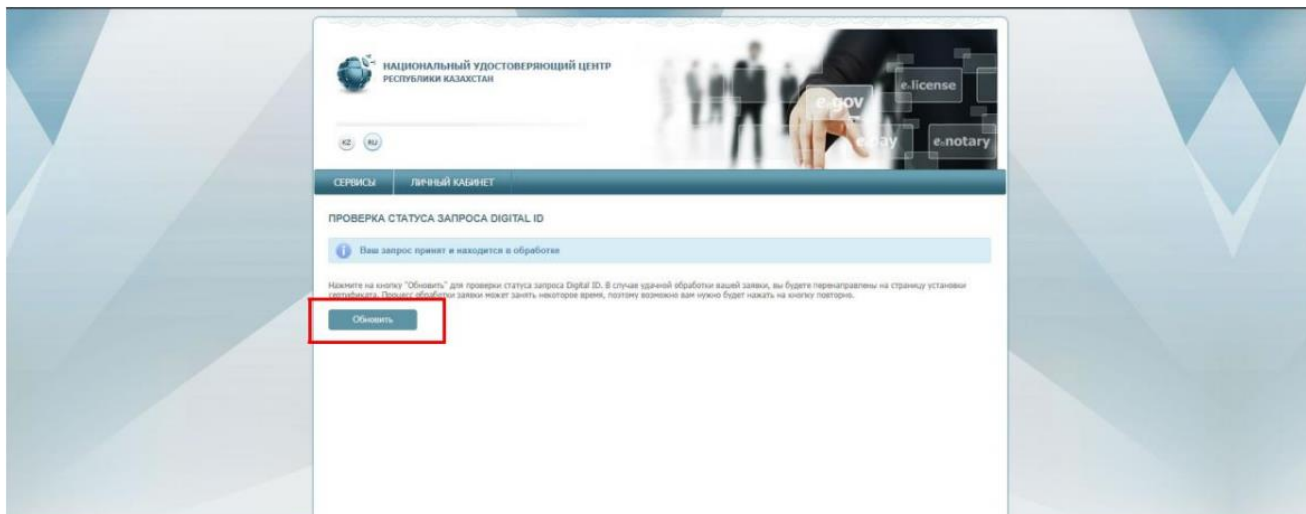 НАЦИОНАЛЬНЫЙ УДОСТОВЕРЯЮЩИЙ ЦЕНТР
РЕСПУБЛИКИ КАЗАХСТАН
e.license
e.gov
e.notary
KZ RU
СЕРВИСЫ ЛИЧНЫЙ КАБИНЕТ
ПРОВЕРКА СТАТУСА ЗАПРОСА DIGITAL ID
Ваш запрос принят и находится в обработке
Нажмите на кнопку "Обновить" для проверки статуса запроса Digital ID. В случае удачной обработки вашей заявки, вы будете перенаправлены на страницу установки
сертификата. Процесс обработки заявки может занять некоторое время, поэтому возможно вам нужно будет нажать на кнопку повторно.
Обновить